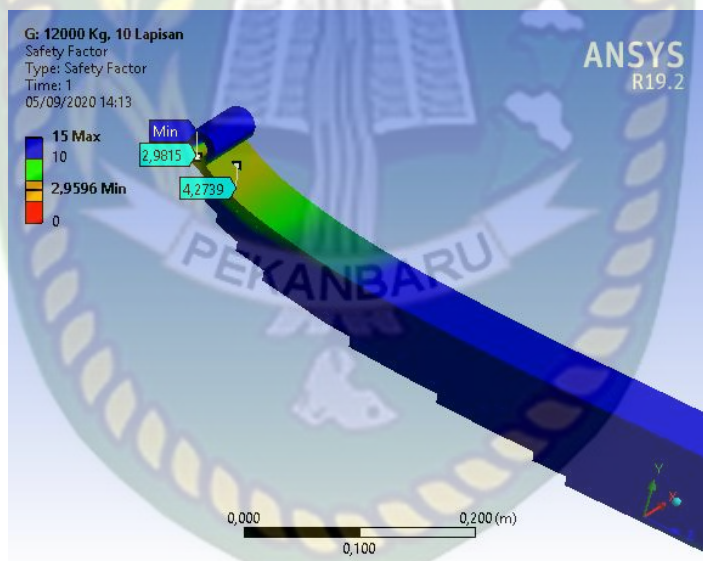 G: 12000 Kg, 10 Lapisan
Safety Factor
Type: Safety Factor
Time: 1
05/09/2020 14:13
ANSYS
R19.2
15 Max
10
2,9596 Min
0
Min
2,9815
4,2739
PEKANBARU
Y
X
0,000
0,200 (m)
0,100